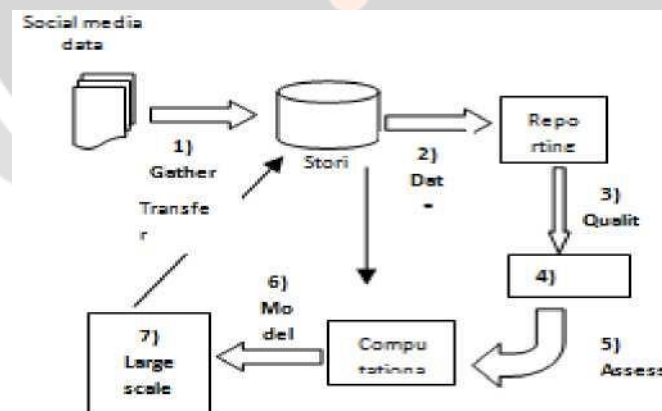 Social media
data
1)
Gather
Stori
2)
Dat
Repo
rting
3)
Qualit
4)
5)
Assess
Compu
tationa
6)
Mo
del
7)
Large
scale
Transfe
r